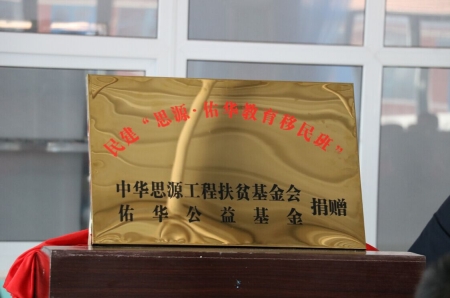 民建“思源·佑华教育移民班”
中华思源工程扶贫基金会
佑华公益基金
捐赠